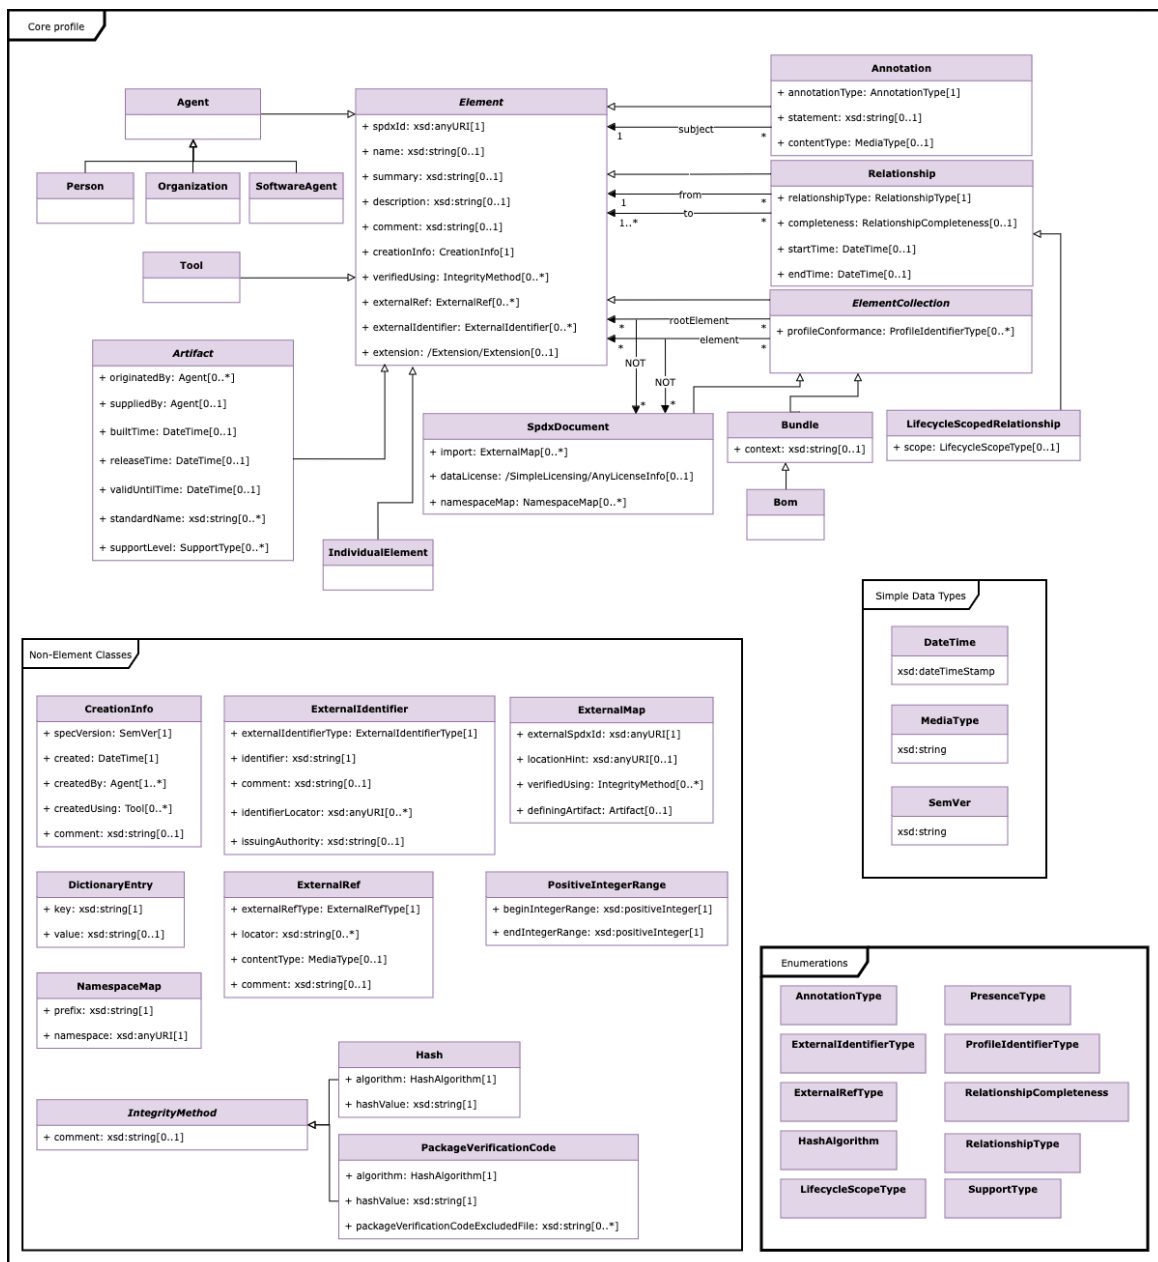 Core profile
Agent
Person
Organization
SoftwareAgent
Tool
Element
+ spdxId: xsd:anyURI[1]
+ name: xsd:string[0..1]
+ summary: xsd:string[0..1]
+ description: xsd:string[0..1]
+ comment: xsd:string[0..1]
+ creationInfo: CreationInfo[1]
+ verifiedUsing: IntegrityMethod[0..*]
+ externalRef: ExternalRef[0..*]
+ externalIdentifier: ExternalIdentifier[0..*]
+ extension: /Extension/Extension[0..1]
subject
1
*
from
1
*
to
1..*
*
rootElement
*
*
element
*
*
NOT
*
NOT
*
Annotation
+ annotationType: AnnotationType[1]
+ statement: xsd:string[0..1]
+ contentType: MediaType[0..1]
Relationship
+ relationshipType: RelationshipType[1]
+ completeness: RelationshipCompleteness[0..1]
+ startTime: DateTime[0..1]
+ endTime: DateTime[0..1]
ElementCollection
+ profileConformance: ProfileIdentifierType[0..*]
Artifact
+ originatedBy: Agent[0..*]
+ suppliedBy: Agent[0..1]
+ builtTime: DateTime[0..1]
+ releaseTime: DateTime[0..1]
+ validUntilTime: DateTime[0..1]
+ standardName: xsd:string[0..*]
+ supportLevel: SupportType[0..*]
IndividualElement
SpdxDocument
+ import: ExternalMap[0..*]
+ dataLicense: /SimpleLicensing/AnyLicenseInfo[0..1]
+ namespaceMap: NamespaceMap[0..*]
Bundle
+ context: xsd:string[0..1]
LifecycleScopedRelationship
+ scope: LifecycleScopeType[0..1]
Bom
Simple Data Types
DateTime
xsd:dateTimeStamp
MediaType
xsd:string
SemVer
xsd:string
Non-Element Classes
CreationInfo
+ specVersion: SemVer[1]
+ created: DateTime[1]
+ createdBy: Agent[1..*]
+ createdUsing: Tool[0..*]
+ comment: xsd:string[0..1]
ExternalIdentifier
+ externalIdentifierType: ExternalIdentifierType[1]
+ identifier: xsd:string[1]
+ comment: xsd:string[0..1]
+ identifierLocator: xsd:anyURI[0..*]
+ issuingAuthority: xsd:string[0..1]
ExternalMap
+ externalSpdxId: xsd:anyURI[1]
+ locationHint: xsd:anyURI[0..1]
+ verifiedUsing: IntegrityMethod[0..*]
+ definingArtifact: Artifact[0..1]
DictionaryEntry
+ key: xsd:string[1]
+ value: xsd:string[0..1]
ExternalRef
+ externalRefType: ExternalRefType[1]
+ locator: xsd:string[0..*]
+ contentType: MediaType[0..1]
+ comment: xsd:string[0..1]
PositiveIntegerRange
+ beginIntegerRange: xsd:positiveInteger[1]
+ endIntegerRange: xsd:positiveInteger[1]
NamespaceMap
+ prefix: xsd:string[1]
+ namespace: xsd:anyURI[1]
Hash
+ algorithm: HashAlgorithm[1]
+ hashValue: xsd:string[1]
IntegrityMethod
+ comment: xsd:string[0..1]
PackageVerificationCode
+ algorithm: HashAlgorithm[1]
+ hashValue: xsd:string[1]
+ packageVerificationCodeExcludedFile: xsd:string[0..*]
Enumerations
AnnotationType
PresenceType
ExternalIdentifierType
ProfileIdentifierType
ExternalRefType
RelationshipCompleteness
HashAlgorithm
RelationshipType
LifecycleScopeType
SupportType